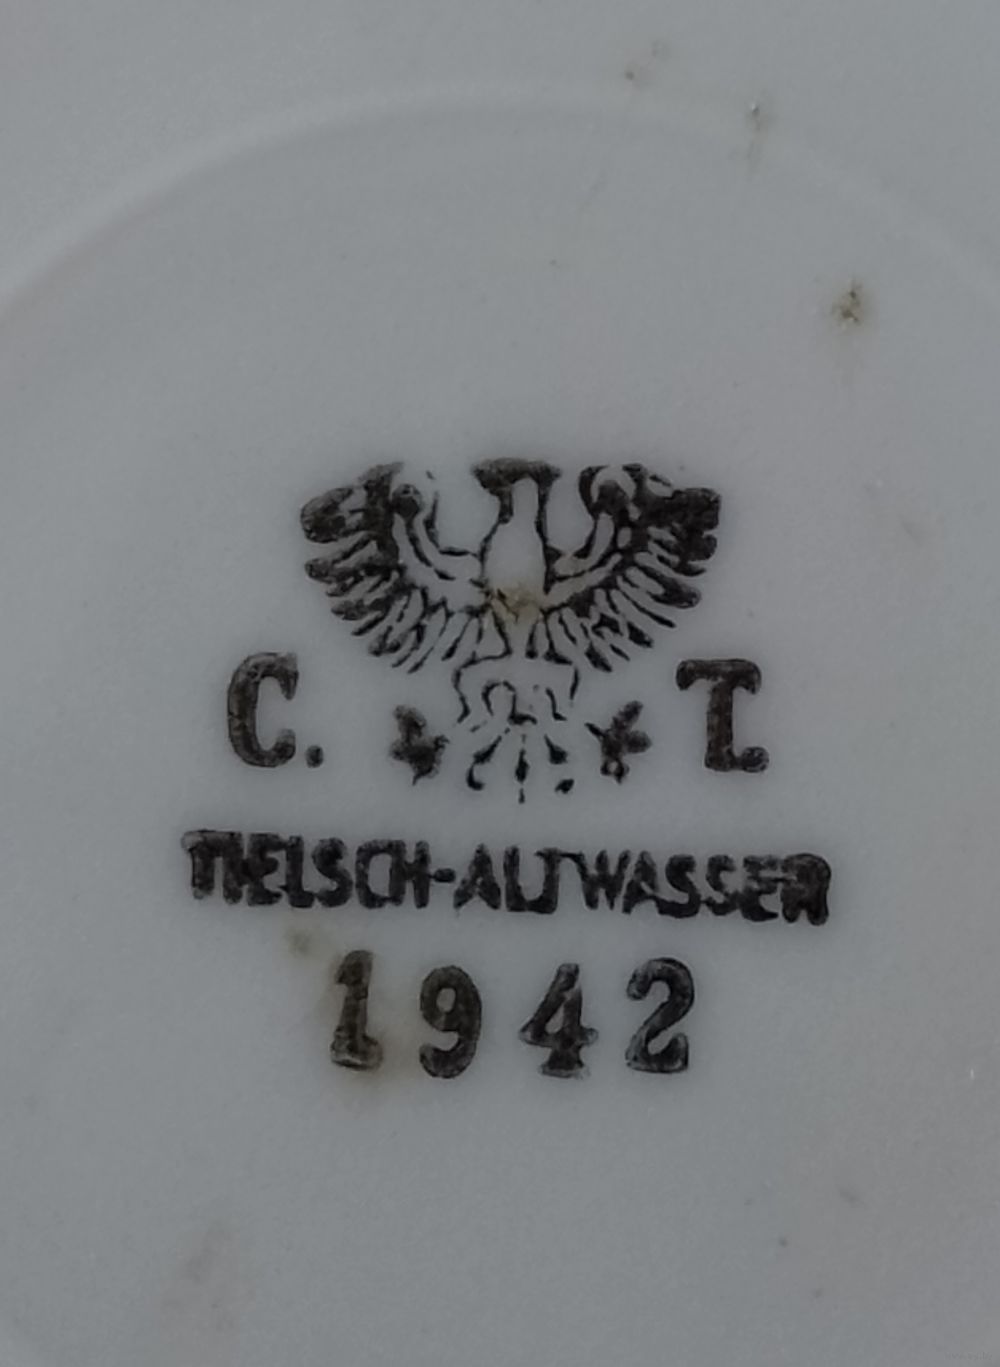 C. T.
TIELSCH-ALTWASSER
1942